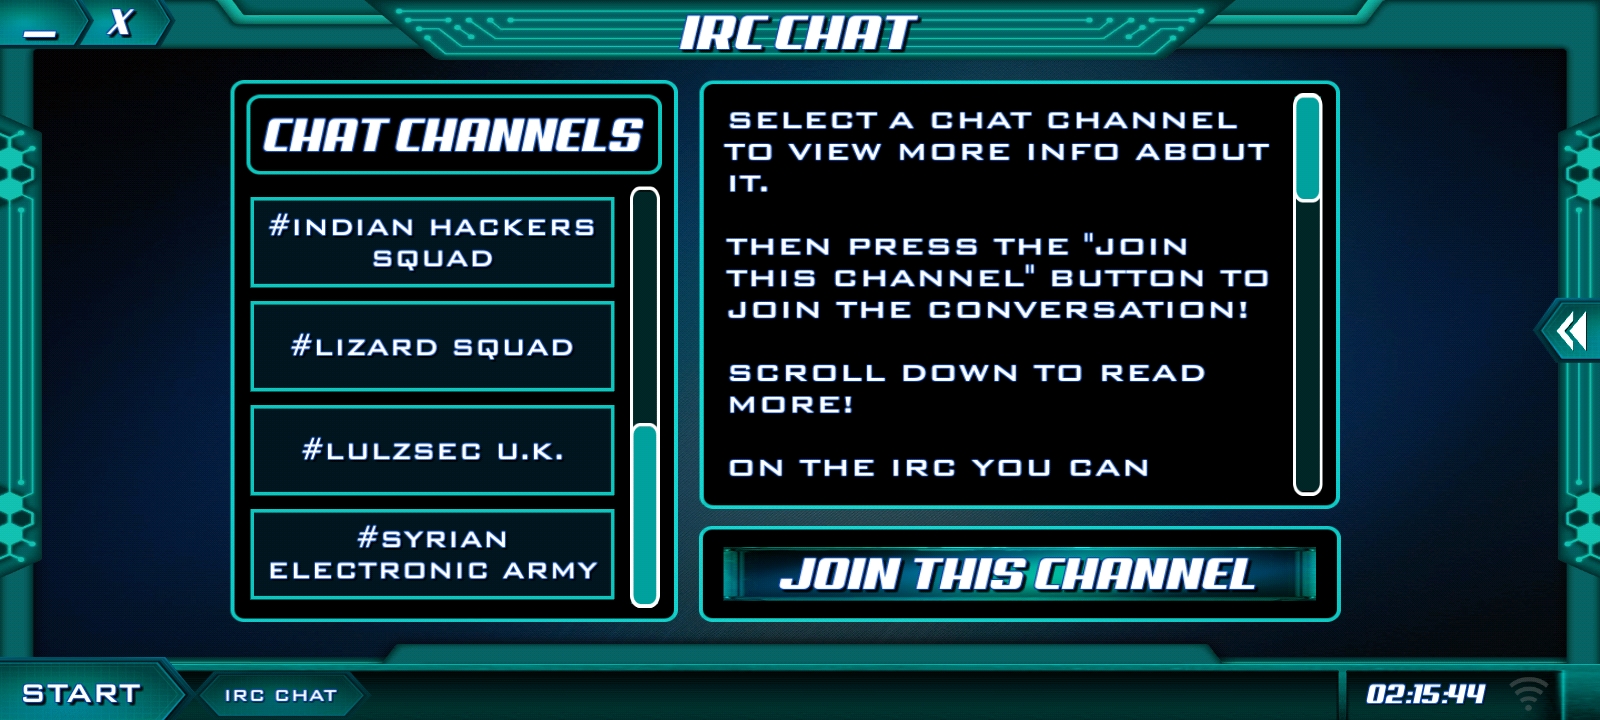 _ X
IRC CHAT
CHAT CHANNELS
#INDIAN HACKERS
SQUAD
#LIZARD SQUAD
#LULZSEC U.K.
#SYRIAN
ELECTRONIC ARMY
SELECT A CHAT CHANNEL
TO VIEW MORE INFO ABOUT
IT.
THEN PRESS THE "JOIN
THIS CHANNEL" BUTTON TO
JOIN THE CONVERSATION!
SCROLL DOWN TO READ
MORE!
ON THE IRC YOU CAN
JOIN THIS CHANNEL
START
IRC CHAT
02:15:44